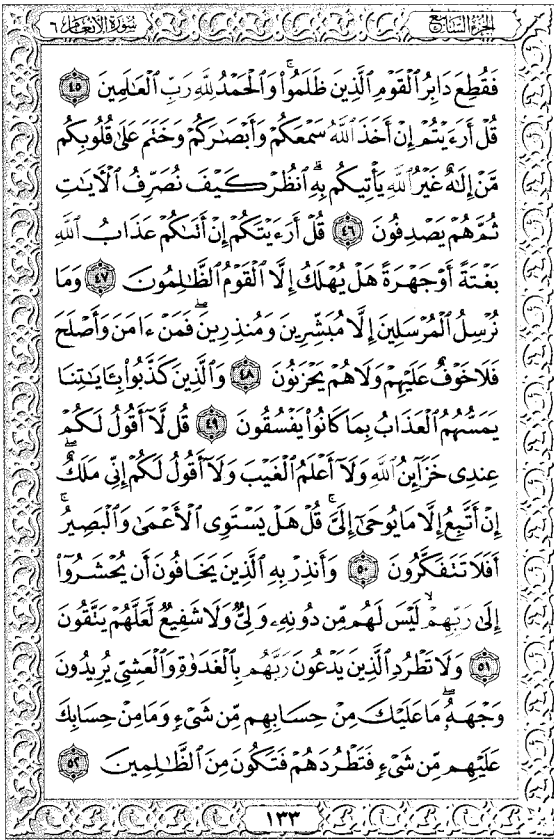 الجزء السابع
سورة الأنعام ٦
فَقُطِعَ دَابِرُ ٱلْقَوْمِ ٱلَّذِينَ ظَلَمُوا۟ ۚ وَٱلْحَمْدُ لِلَّهِ رَبِّ ٱلْعَـٰلَمِينَ ٤٥
قُلْ أَرَءَيْتُمْ إِنْ أَخَذَ ٱللَّهُ سَمْعَكُمْ وَأَبْصَـٰرَكُمْ وَخَتَمَ عَلَىٰ قُلُوبِكُم
مَّنْ إِلَـٰهٌ غَيْرُ ٱللَّهِ يَأْتِيكُم بِهِ ۗ ٱنظُرْ كَيْفَ نُصَرِّفُ ٱلْـَٔايَـٰتِ
ثُمَّ هُمْ يَصْدِفُونَ ٤٦ قُلْ أَرَءَيْتَكُمْ إِنْ أَتَىٰكُمْ عَذَابُ ٱللَّهِ
بَغْتَةً أَوْ جَهْرَةً هَلْ يُهْلَكُ إِلَّا ٱلْقَوْمُ ٱلظَّـٰلِمُونَ ٤٧ وَمَا
نُرْسِلُ ٱلْمُرْسَلِينَ إِلَّا مُبَشِّرِينَ وَمُنذِرِينَ ۖ فَمَنْ ءَامَنَ وَأَصْلَحَ
فَلَا خَوْفٌ عَلَيْهِمْ وَلَا هُمْ يَحْزَنُونَ ٤٨ وَٱلَّذِينَ كَذَّبُوا۟ بِـَٔايَـٰتِنَا
يَمَسُّهُمُ ٱلْعَذَابُ بِمَا كَانُوا۟ يَفْسُقُونَ ٤٩ قُل لَّآ أَقُولُ لَكُمْ
عِندِى خَزَآئِنُ ٱللَّهِ وَلَآ أَعْلَمُ ٱلْغَيْبَ وَلَآ أَقُولُ لَكُمْ إِنِّى مَلَكٌ ۖ
إِنْ أَتَّبِعُ إِلَّا مَا يُوحَىٰٓ إِلَىَّ ۚ قُلْ هَلْ يَسْتَوِى ٱلْأَعْمَىٰ وَٱلْبَصِيرُ ۚ
أَفَلَا تَتَفَكَّرُونَ ٥٠ وَأَنذِرْ بِهِ ٱلَّذِينَ يَخَافُونَ أَن يُحْشَرُوٓا۟
إِلَىٰ رَبِّهِمْ ۙ لَيْسَ لَهُم مِّن دُونِهِۦ وَلِىٌّ وَلَا شَفِيعٌ لَّعَلَّهُمْ يَتَّقُونَ
٥١ وَلَا تَطْرُدِ ٱلَّذِينَ يَدْعُونَ رَبَّهُم بِٱلْغَدَوٰةِ وَٱلْعَشِىِّ يُرِيدُونَ
وَجْهَهُۥ ۖ مَا عَلَيْكَ مِنْ حِسَابِهِم مِّن شَىْءٍ وَمَا مِنْ حِسَابِكَ
عَلَيْهِم مِّن شَىْءٍ فَتَطْرُدَهُمْ فَتَكُونَ مِنَ ٱلظَّـٰلِمِينَ ٥٢
١٣٣